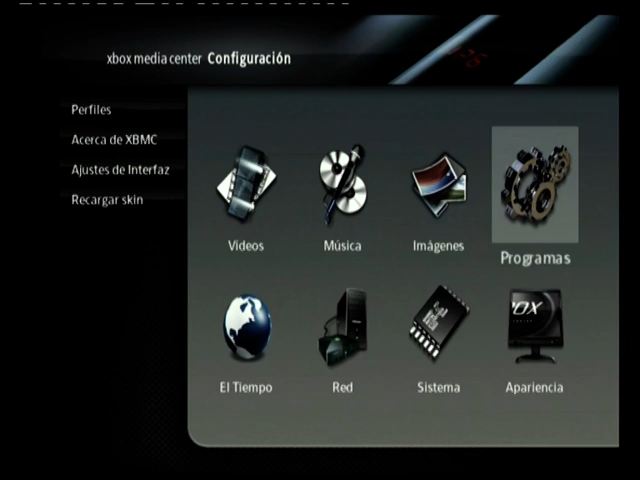 xbox media center Configuración
Perfiles
Acerca de XBMC
Ajustes de Interfaz
Recargar skin
Vídeos
Música
Imágenes
Programas
El Tiempo
Red
Sistema
Apariencia